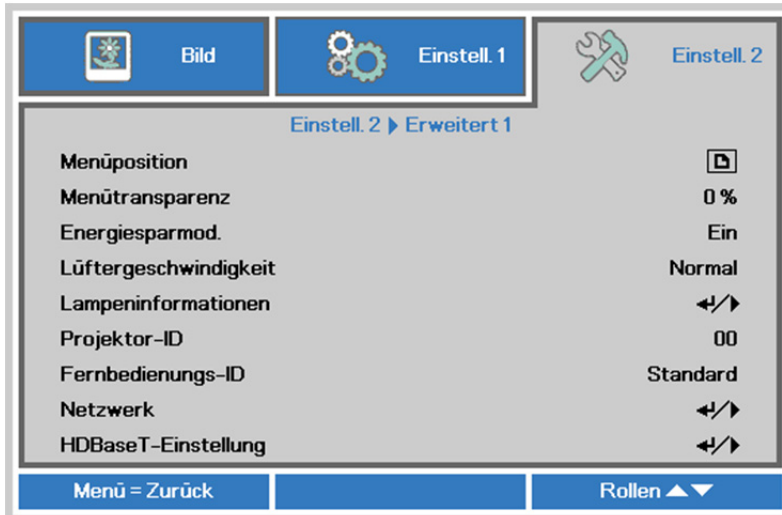 Bild Einstell. 1 Einstell. 2
Einstell. 2 ▶ Erweitert 1
Menüposition
Menütransparenz 0 %
Energiesparmod. Ein
Lüftergeschwindigkeit Normal
Lampeninformationen ↵/▶
Projektor-ID 00
Fernbedienungs-ID Standard
Netzwerk ↵/▶
HDBaseT-Einstellung ↵/▶
Menü = Zurück Rollen ▲▼